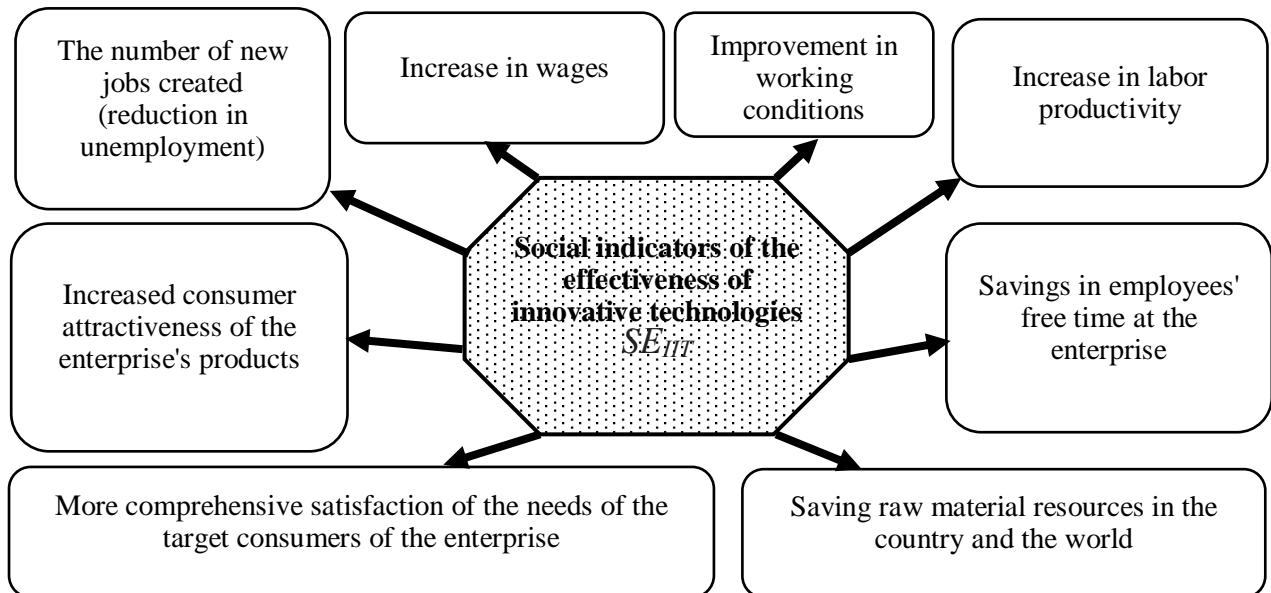 The number of new
jobs created
(reduction in
unemployment)
Increase in wages
Improvement in
working
conditions
Increase in labor
productivity
Social indicators of the
effectiveness of
innovative technologies
SE_IIT
Increased consumer
attractiveness of the
enterprise's products
Savings in employees'
free time at the
enterprise
More comprehensive satisfaction of the needs of the
target consumers of the enterprise
Saving raw material resources in the
country and the world